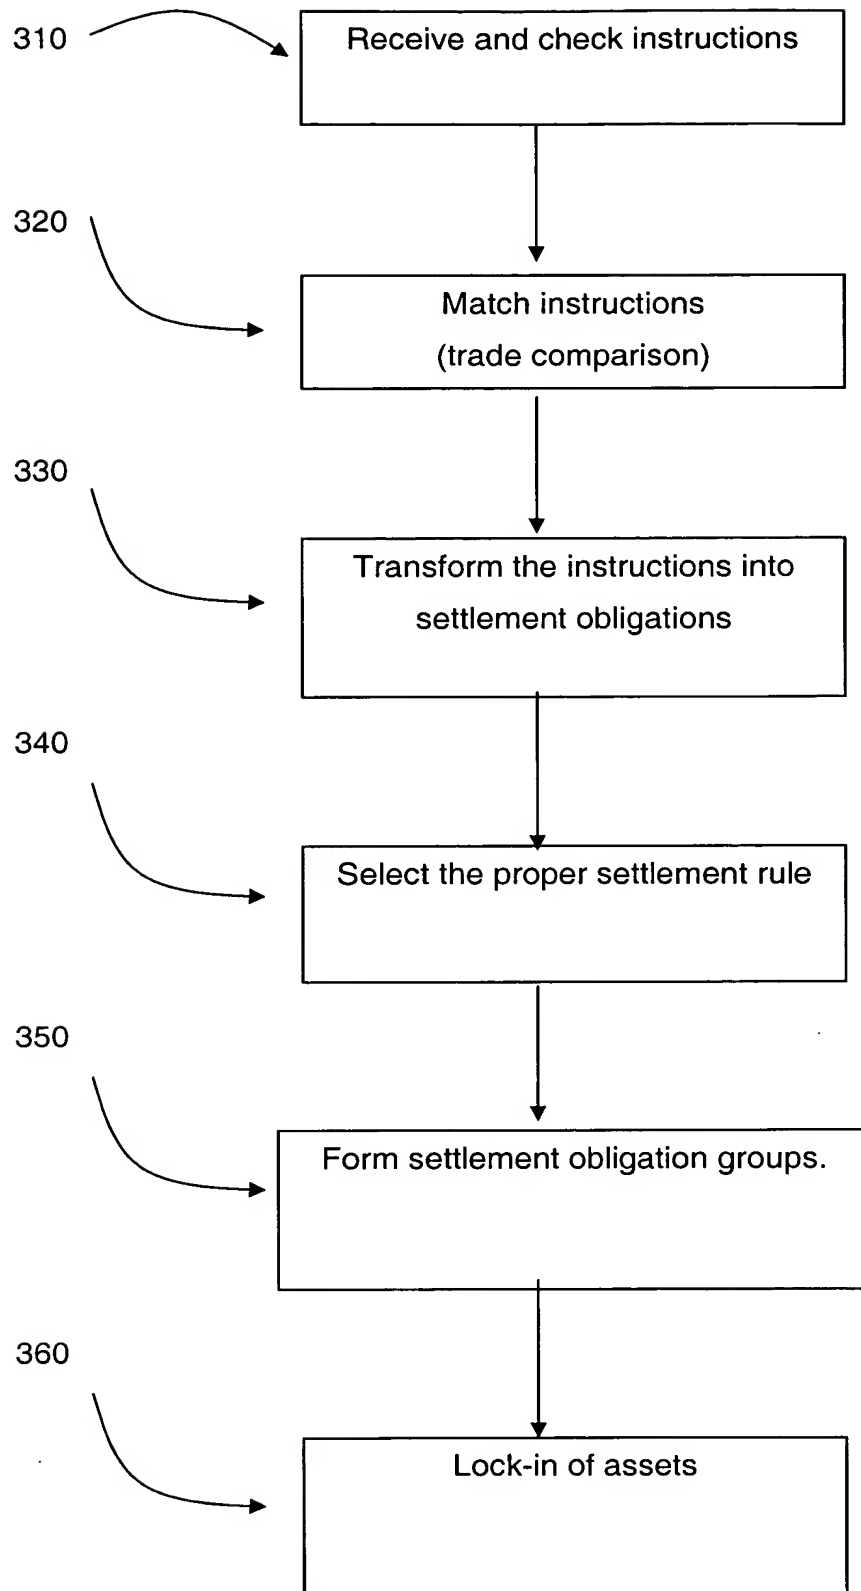 310
Receive and check instructions
320
Match instructions
(trade comparison)
330
Transform the instructions into
settlement obligations
340
Select the proper settlement rule
350
Form settlement obligation groups.
360
Lock-in of assets